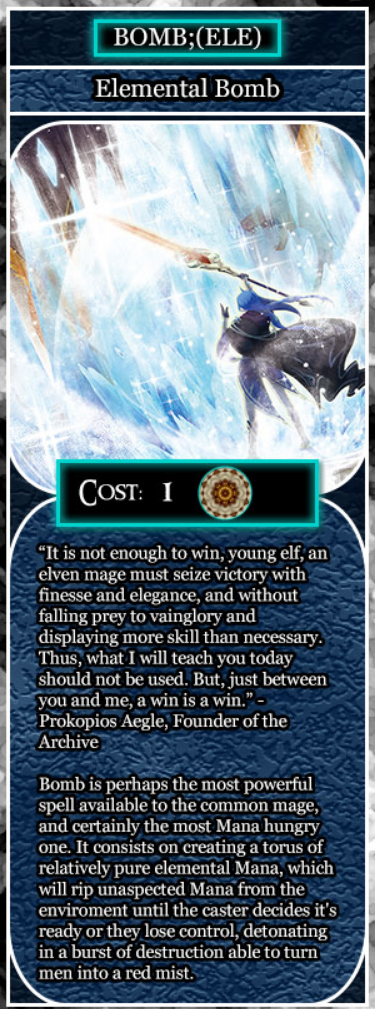 BOMB;(ELE)
Elemental Bomb
COST: 1
“It is not enough to win, young elf, an
elven mage must seize victory with
finesse and elegance, and without
falling prey to vainglory and
displaying more skill than necessary.
Thus, what I will teach you today
should not be used. But, just between
you and me, a win is a win.” -
Prokopios Aegle, Founder of the
Archive
Bomb is perhaps the most powerful
spell available to the common mage,
and certainly the most Mana hungry
one. It consists on creating a torus of
relatively pure elemental Mana, which
will rip unaspected Mana from the
enviroment until the caster decides it's
ready or they lose control, detonating
in a burst of destruction able to turn
men into a red mist.